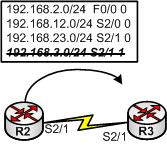 192.168.2.0/24 F0/0 0
192.168.12.0/24 S2/0 0
192.168.23.0/24 S2/1 0
192.168.3.0/24 S2/1 1
R2
S2/1
S2/1
R3